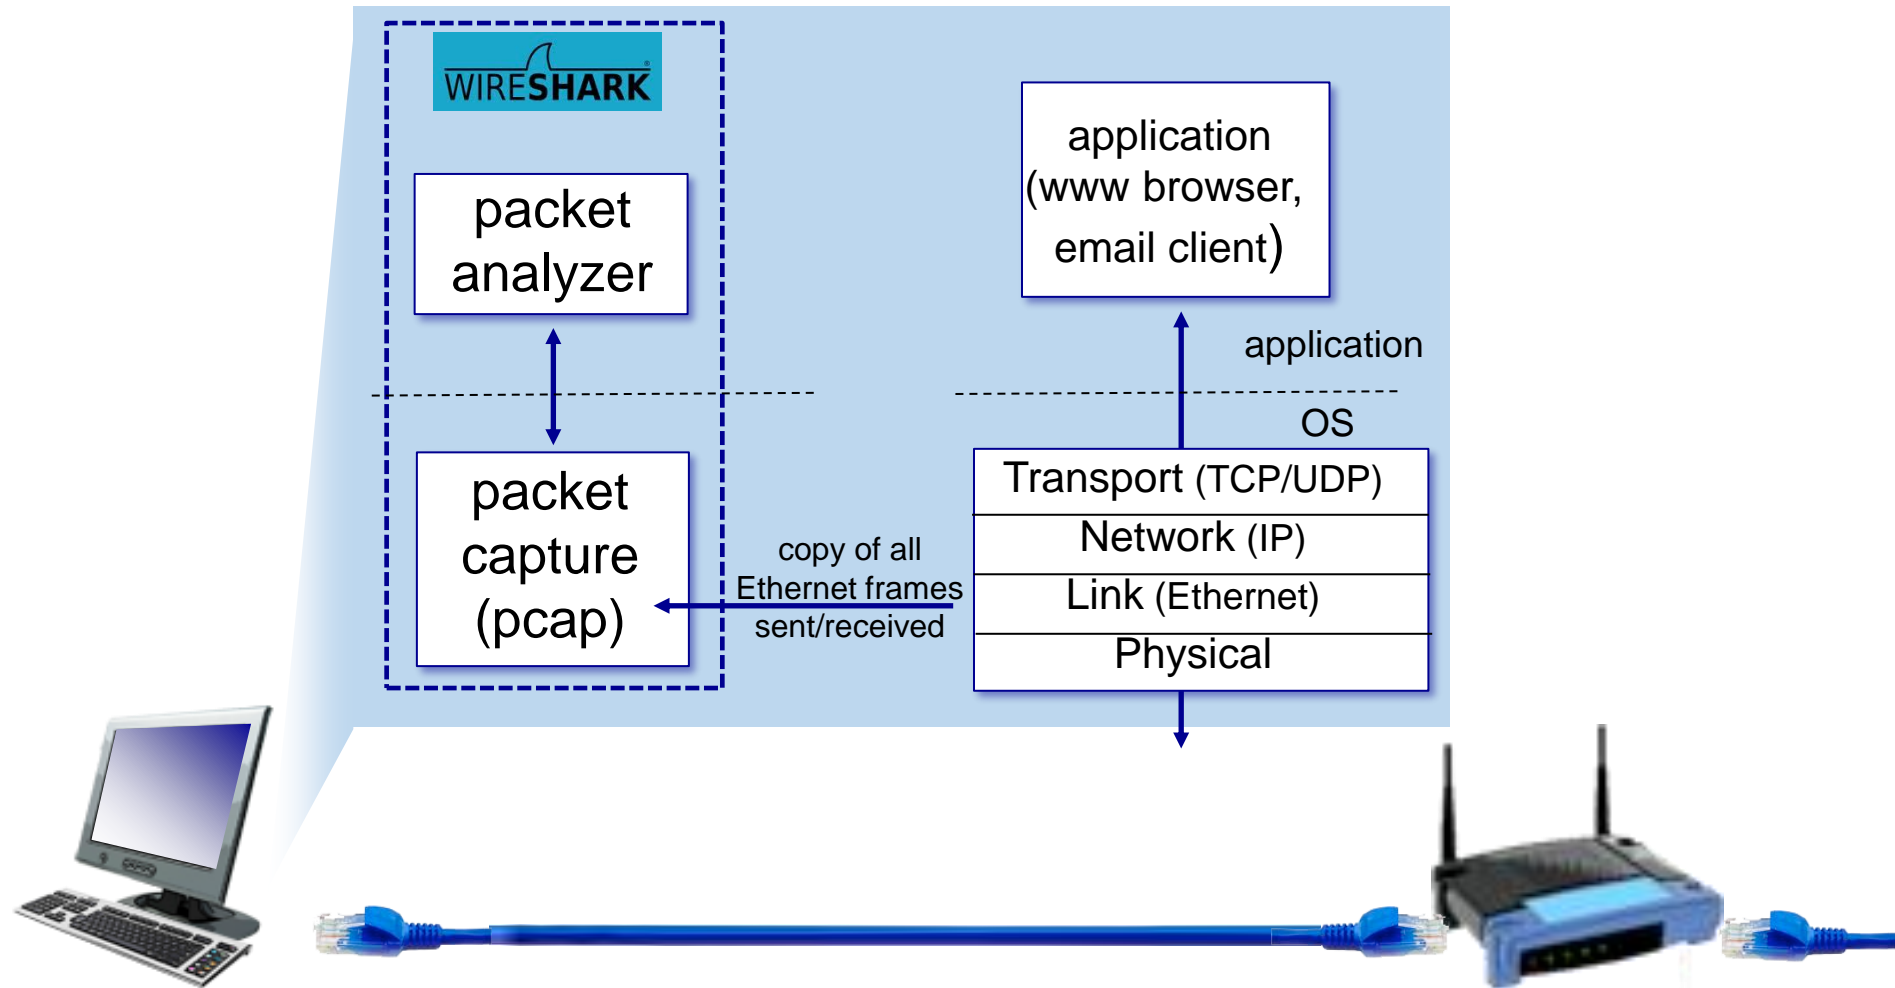 WIRESHARK®
packet
analyzer
packet
capture
(pcap)
copy of all
Ethernet frames
sent/received
application
(www browser,
email client)
application
OS
Transport (TCP/UDP)
Network (IP)
Link (Ethernet)
Physical